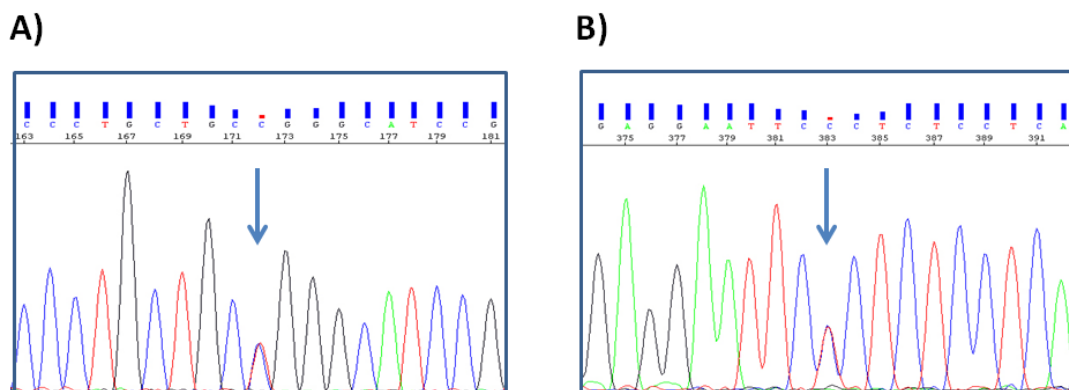 A)
C C C T G C T G C C G G G C A T C C G
163 165 167 169 171 173 175 177 179 181
B)
G A G G A A T T C C C T C T C C T C A
375 377 379 381 383 385 387 389 391